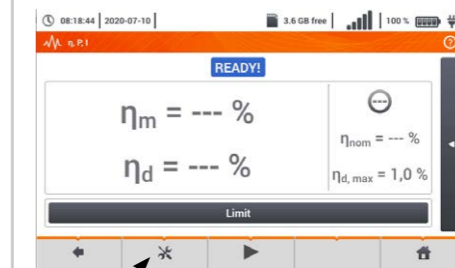 08:18:44 2020-07-10 3.6 GB free 100 %
η, P, I
READY!
ηm = --- %
ηd = --- %
---
ηnom = --- %
ηd, max = 1,0 %
Limit